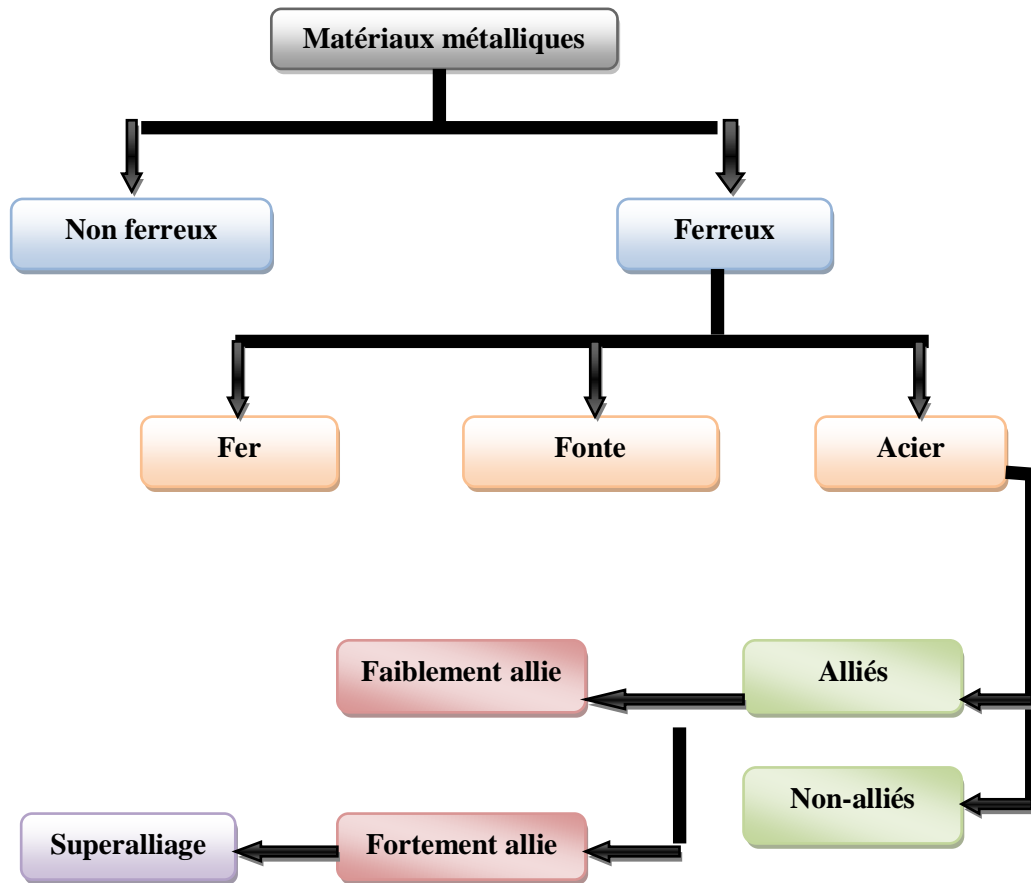 Matériaux métalliques
Non ferreux
Ferreux
Fer
Fonte
Acier
Faiblement allie
Alliés
Non-alliés
Superalliage
Fortement allie